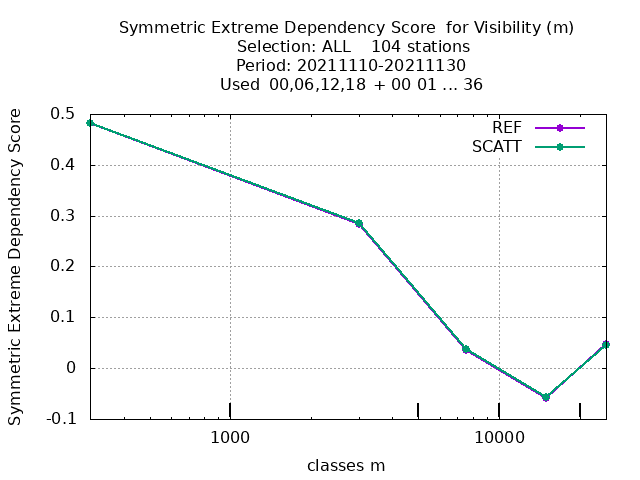 Symmetric Extreme Dependency Score  for Visibility (m)
Selection: ALL    104 stations
Period: 20211110-20211130
Used  00,06,12,18  + 00 01 ... 36
Symmetric Extreme Dependency Score
0.5
0.4
0.3
0.2
0.1
0
-0.1
REF
SCATT
1000
10000
classes m